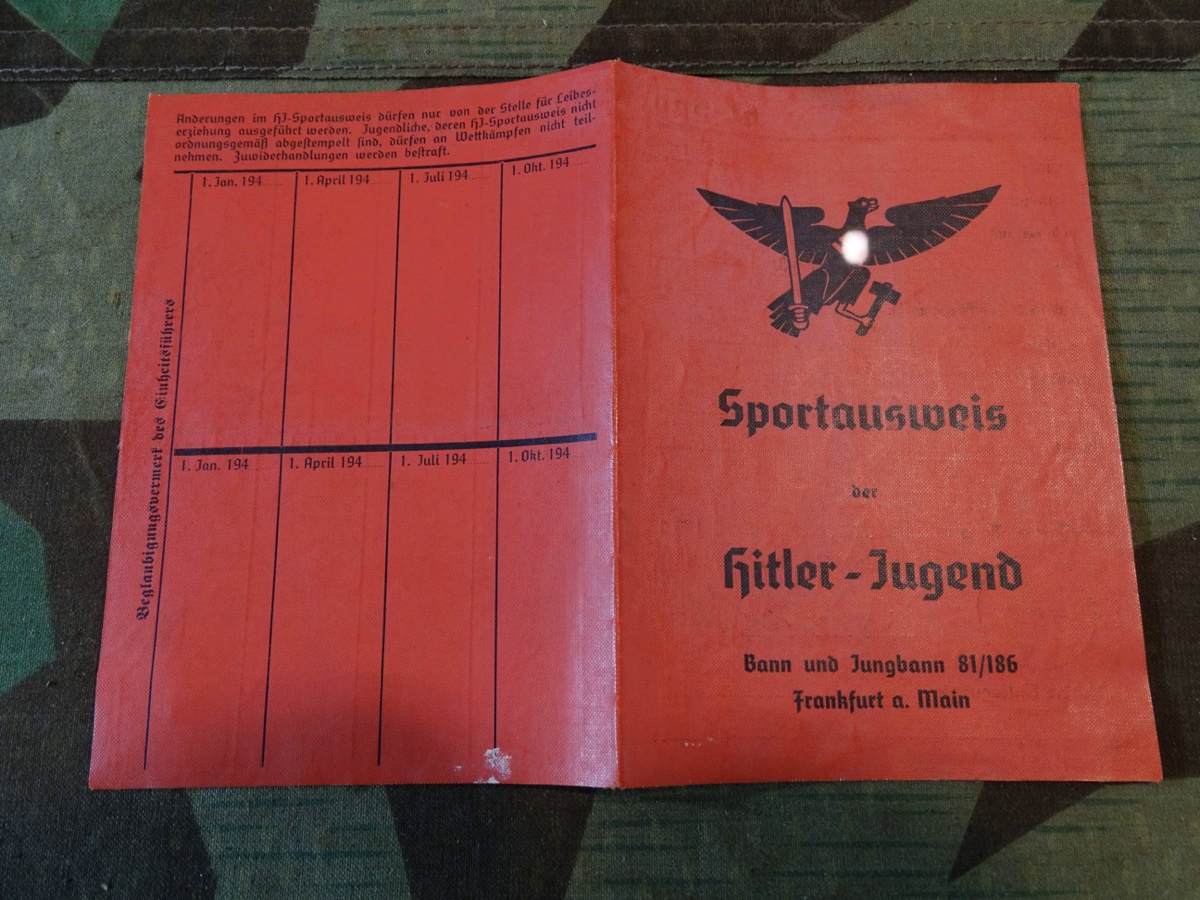 Änderungen im HJ-Sportausweis dürfen nur von der Stelle für Leibes-
erziehung ausgeführt werden. Jugendliche, deren HJ-Sportausweis nicht
ordnungsgemäß abgestempelt sind, dürfen an Wettkämpfen nicht teil-
nehmen. Zuwiderhandlungen werden bestraft.
1. Jan. 194
1. April 194
1. Juli 194
1. Okt. 194
Beglaubigungsvermerk des Einheitsführers
1. Jan. 194
1. April 194
1. Juli 194
1. Okt. 194
Sportausweis
der
Hitler-Jugend
Bann und Jungbann 81/186
Frankfurt a. Main